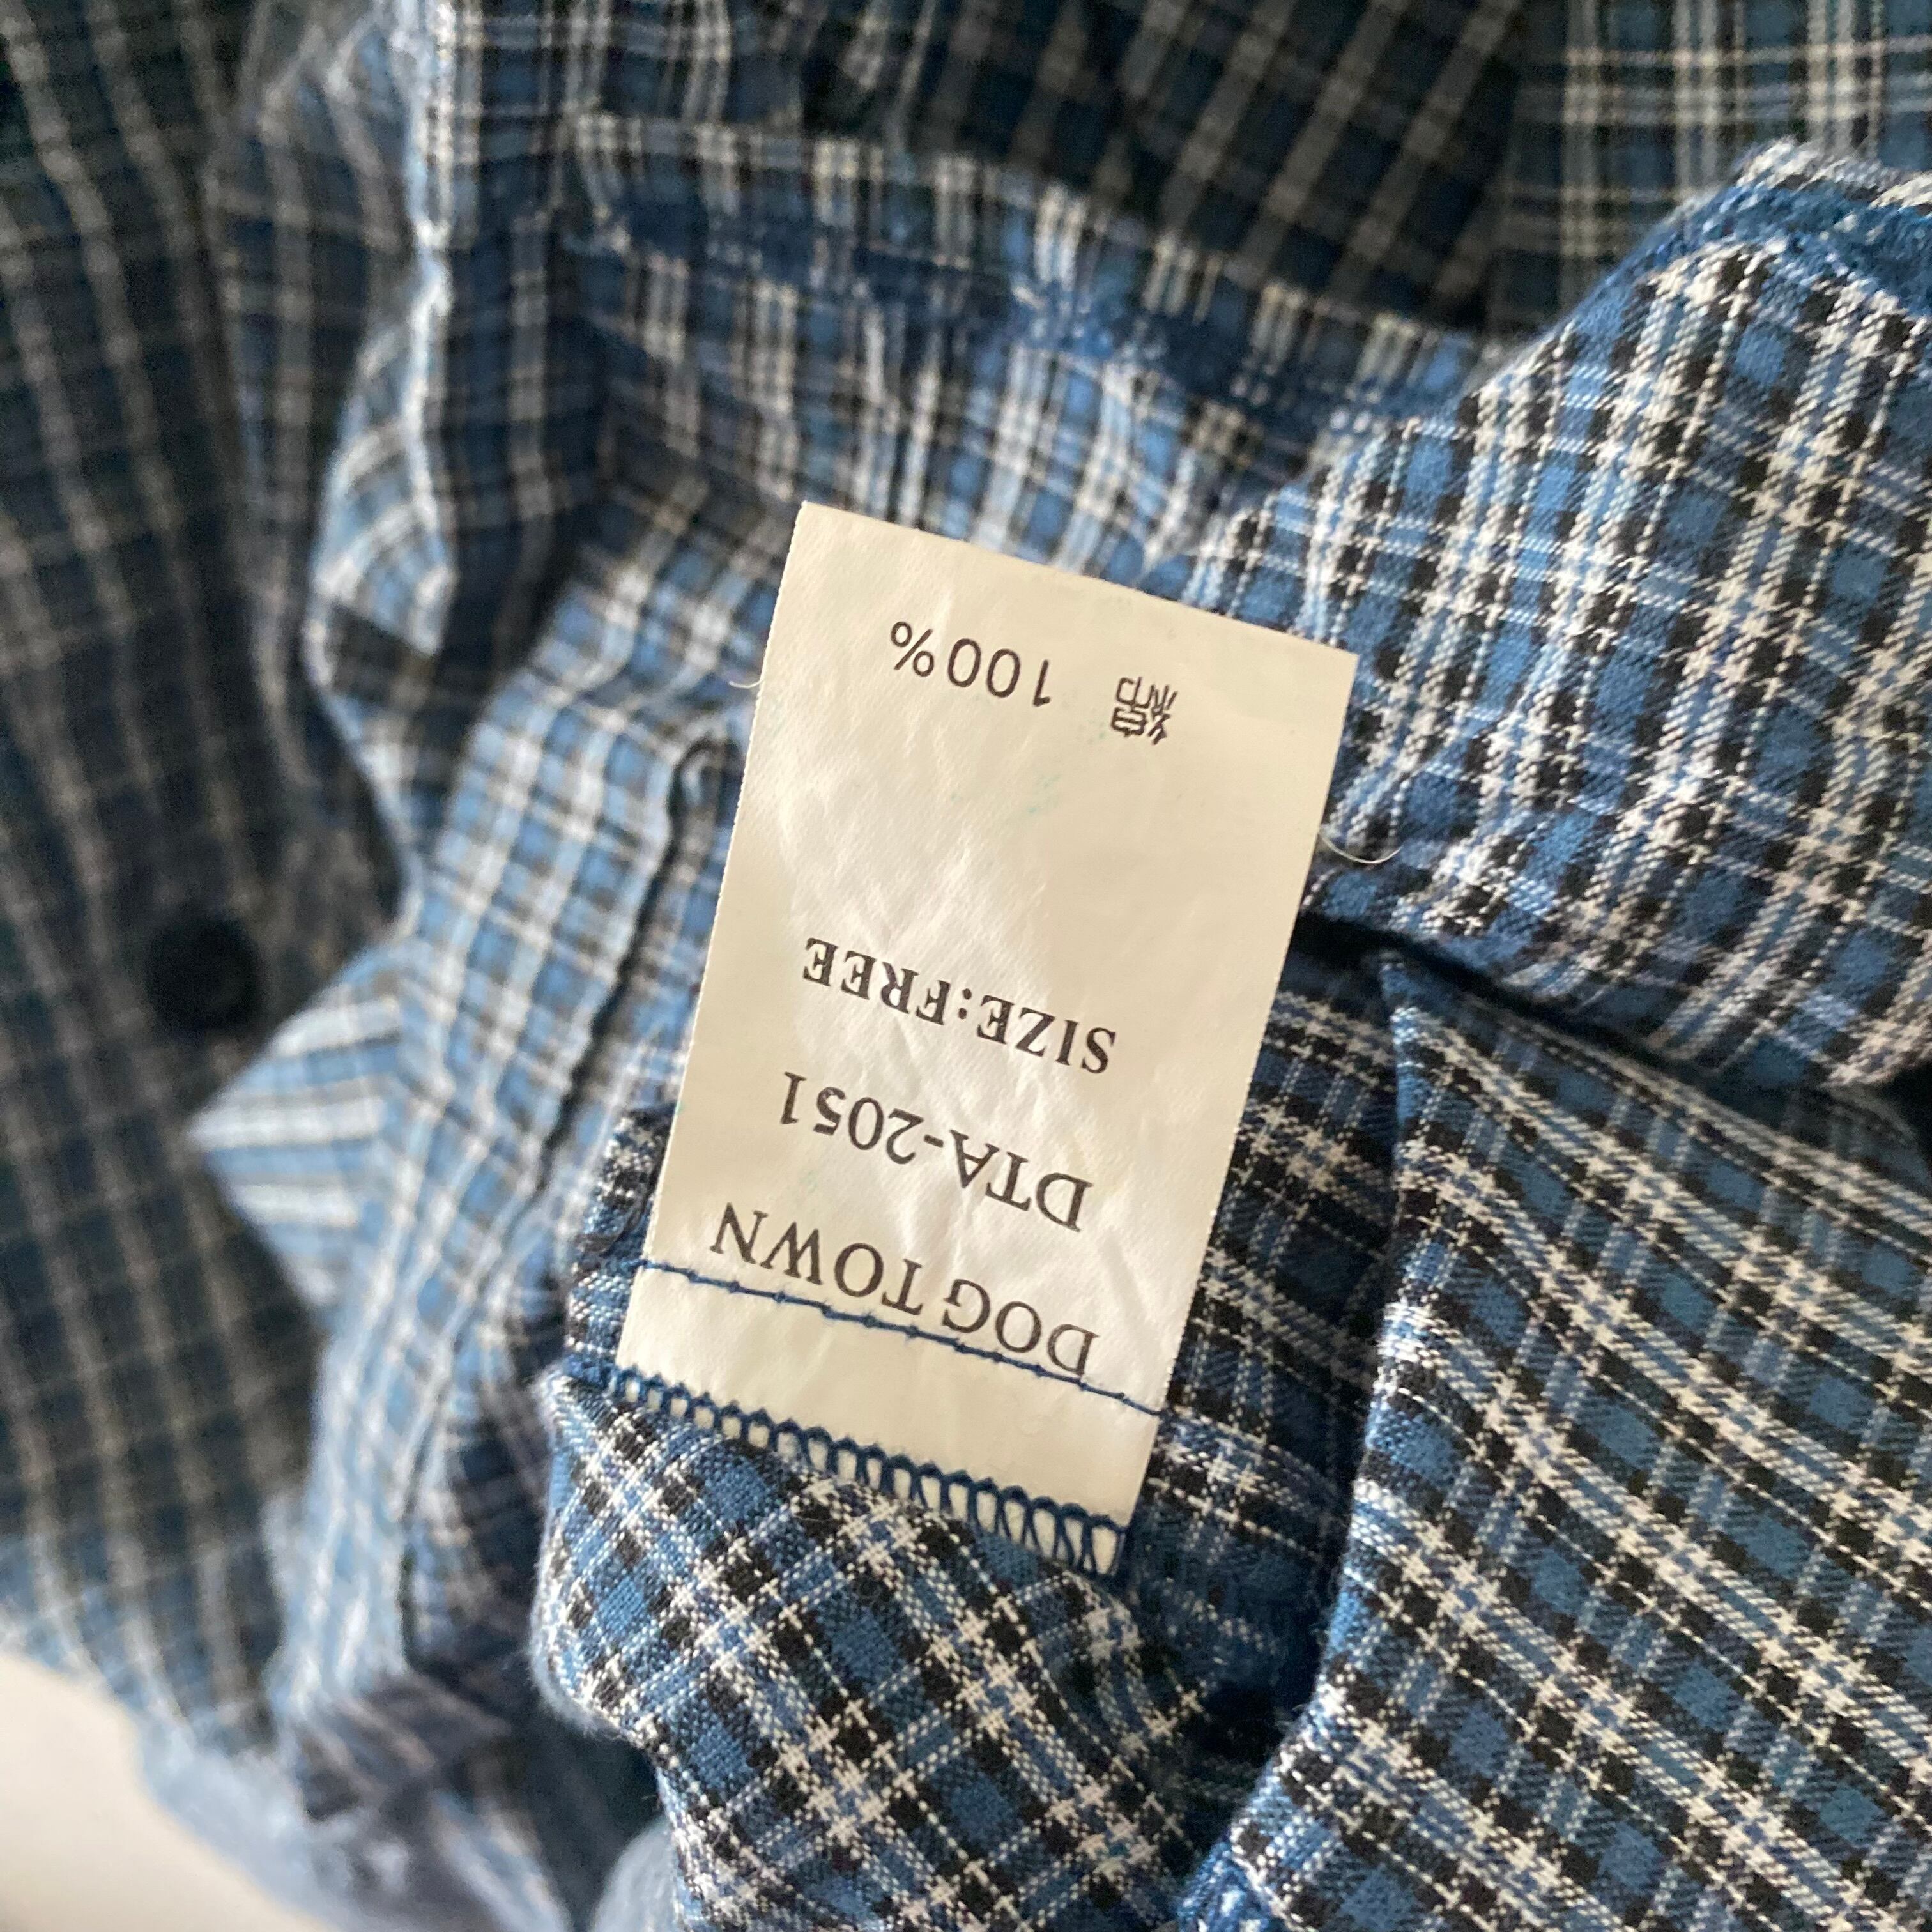 DOG TOWN
DTA-2051
SIZE:FREE
綿 100%